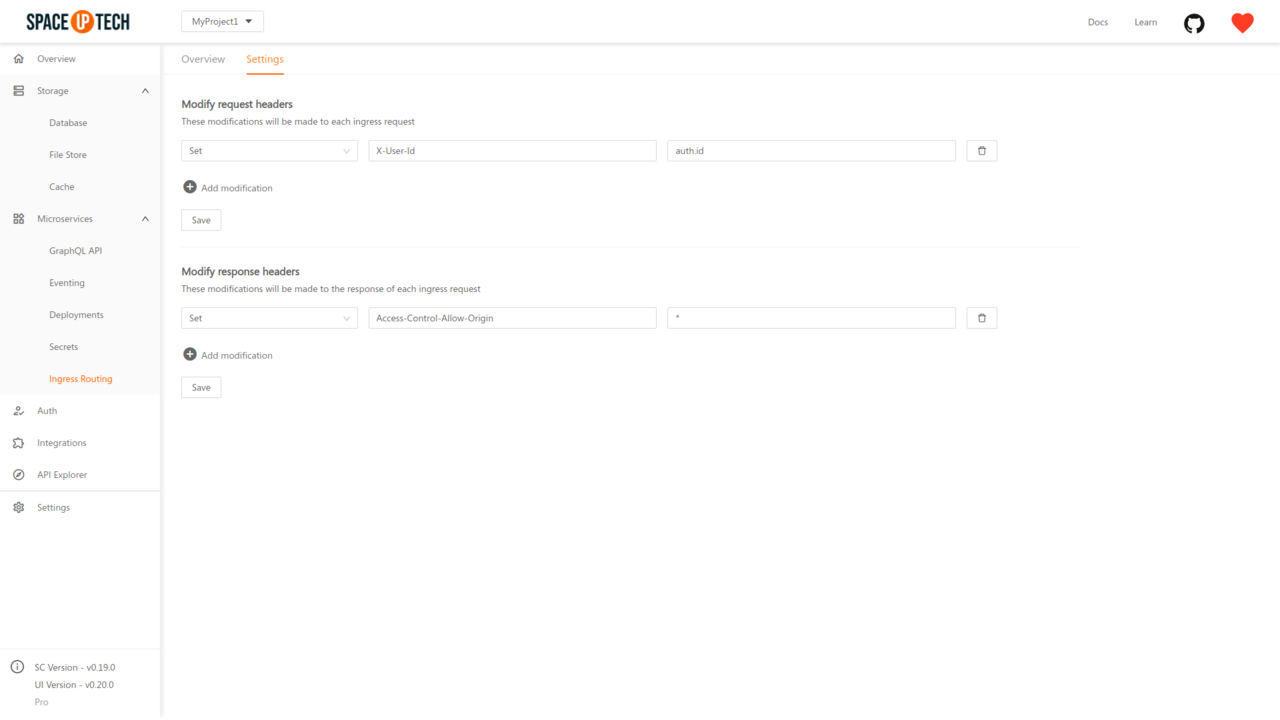 SPACE UP TECH
MyProject1
Docs
Learn
Overview
Storage
Database
File Store
Cache
Microservices
GraphQL API
Eventing
Deployments
Secrets
Ingress Routing
Auth
Integrations
API Explorer
Settings
SC Version - v0.19.0
UI Version - v0.20.0
Pro
Overview Settings
Modify request headers
These modifications will be made to each ingress request
Set X-User-Id auth.id
Add modification
Save
Modify response headers
These modifications will be made to the response of each ingress request
Set Access-Control-Allow-Origin *
Add modification
Save